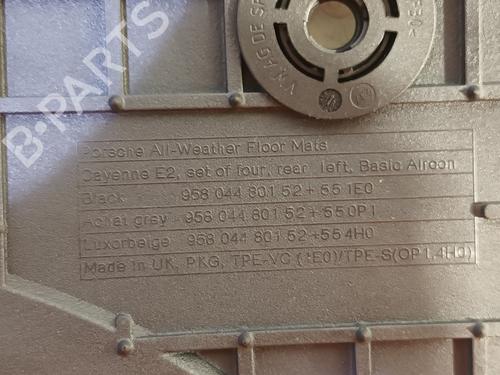 B-PARTS
Porsche All-Weather Floor Mats
Cayenne E2, set of four, rear left, Basic Aircon
Black 958 044 801 52 + 55 1E0
Achat grey 958 044 801 52 + 55 0P1
Luxorbeige 958 044 801 52 + 55 4H0
Made in UK, PKG, TPE-VC (1E0)/TPE-S(0P1,4H0)